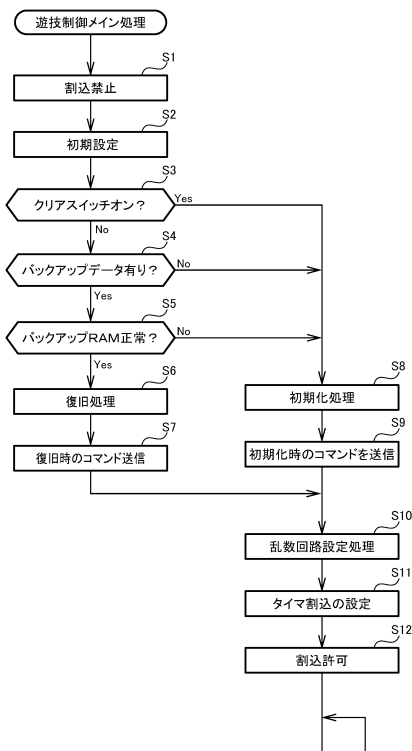 遊技制御メイン処理
S1
割込禁止
S2
初期設定
S3
クリアスイッチオン？
Yes
No
S4
バックアップデータ有り？
No
Yes
S5
バックアップRAM正常？
No
Yes
S6
復旧処理
S7
復旧時のコマンド送信
S8
初期化処理
S9
初期化時のコマンドを送信
S10
乱数回路設定処理
S11
タイマ割込の設定
S12
割込許可